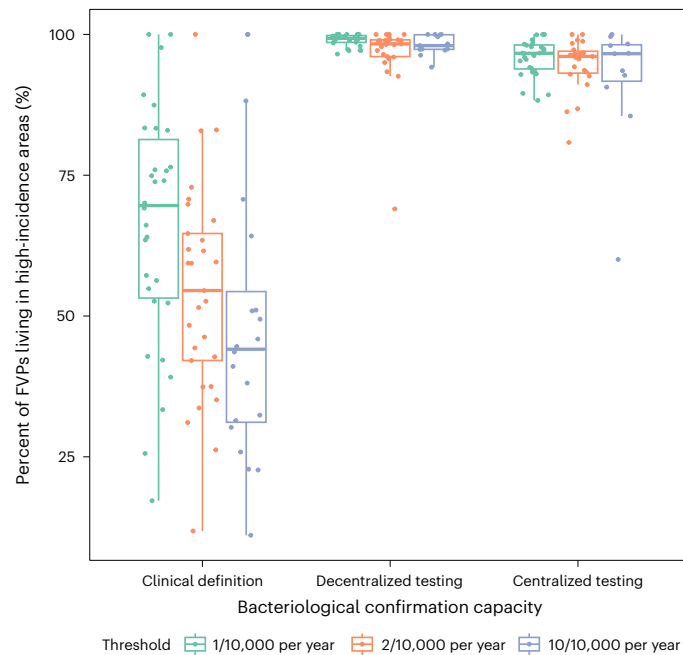 Percent of FVPs living in high-incidence areas (%)
100
75
50
25
Clinical definition Decentralized testing Centralized testing
Bacteriological confirmation capacity
Threshold 1/10,000 per year 2/10,000 per year 10/10,000 per year